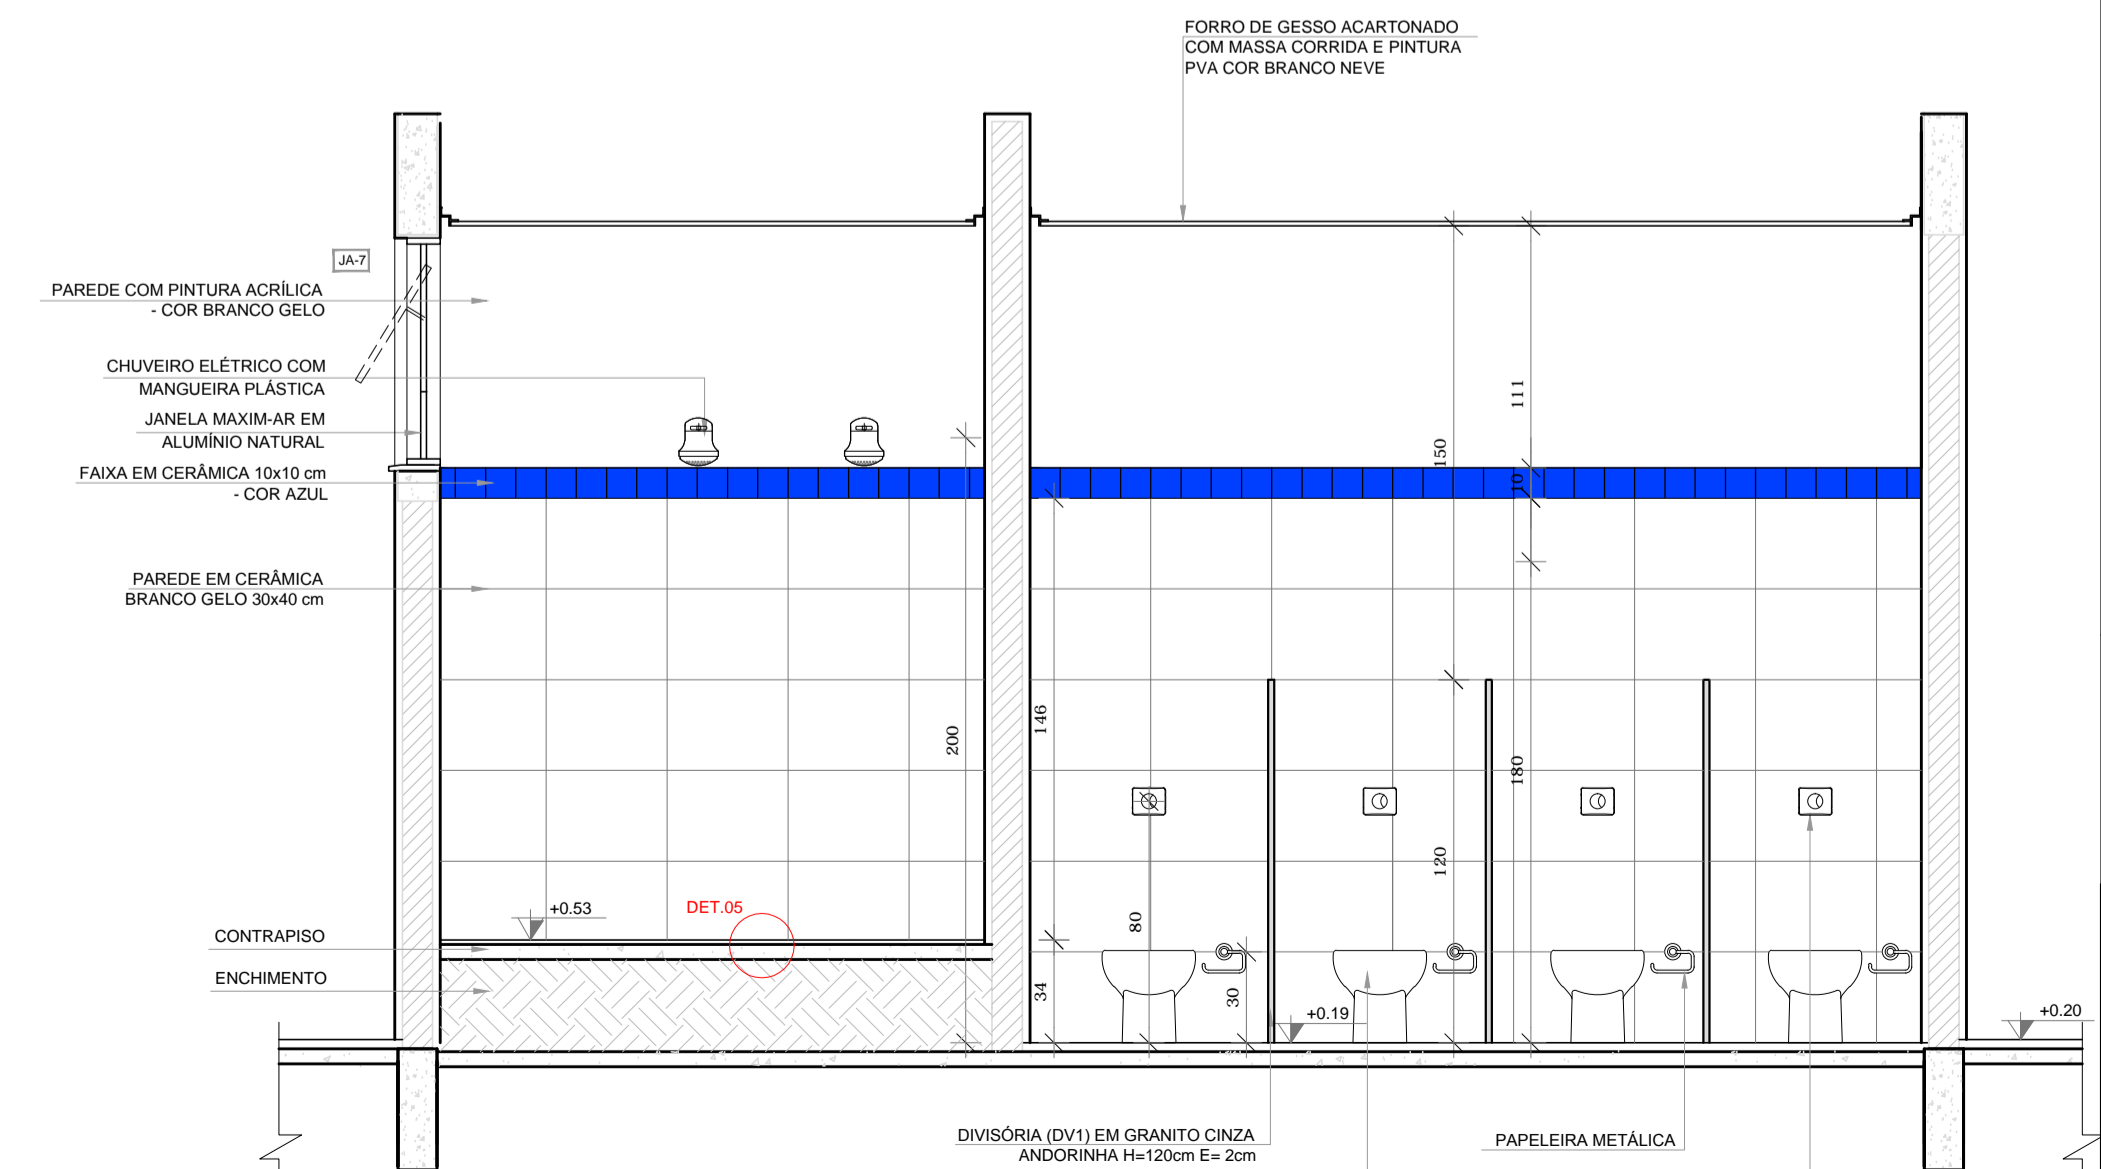 FORRO DE GESSO ACARTONADO
COM MASSA CORRIDA E PINTURA
PVA COR BRANCO NEVE
JA-7
PAREDE COM PINTURA ACRÍLICA
- COR BRANCO GELO
CHUVEIRO ELÉTRICO COM
MANGUEIRA PLÁSTICA
JANELA MAXIM-AR EM
ALUMÍNIO NATURAL
FAIXA EM CERÂMICA 10x10 cm
- COR AZUL
PAREDE EM CERÂMICA
BRANCO GELO 30x40 cm
CONTRAPISO
ENCHIMENTO
+0.53
DET.05
200
146
34
80
30
+0.19
150
120
111
10
180
+0.20
DIVISÓRIA (DV1) EM GRANITO CINZA
ANDORINHA H=120cm E= 2cm
PAPELEIRA METÁLICA